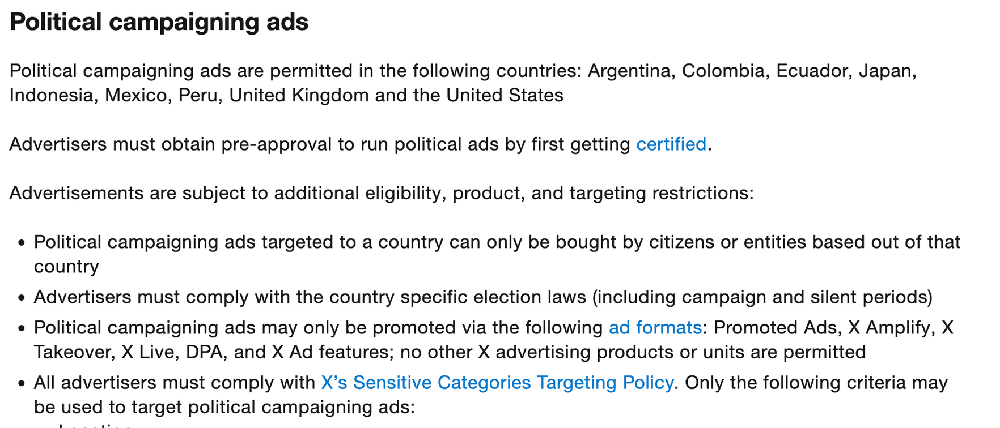 Political campaigning ads
Political campaigning ads are permitted in the following countries: Argentina, Colombia, Ecuador, Japan,
Indonesia, Mexico, Peru, United Kingdom and the United States
Advertisers must obtain pre-approval to run political ads by first getting certified.
Advertisements are subject to additional eligibility, product, and targeting restrictions:
• Political campaigning ads targeted to a country can only be bought by citizens or entities based out of that
country
• Advertisers must comply with the country specific election laws (including campaign and silent periods)
• Political campaigning ads may only be promoted via the following ad formats: Promoted Ads, X Amplify, X
Takeover, X Live, DPA, and X Ad features; no other X advertising products or units are permitted
• All advertisers must comply with X’s Sensitive Categories Targeting Policy. Only the following criteria may
be used to target political campaigning ads: